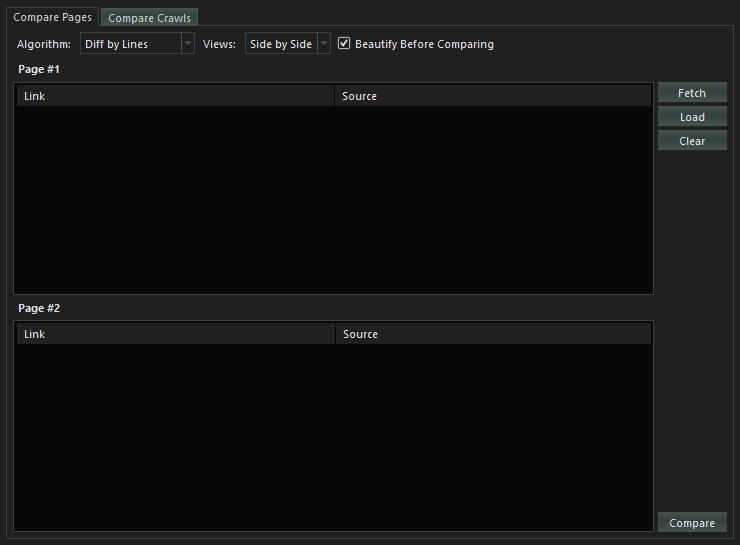 Compare Pages Compare Crawls
Algorithm: Diff by Lines Views: Side by Side Beautify Before Comparing
Page #1
Link Source
Fetch
Load
Clear
Page #2
Link Source
Compare